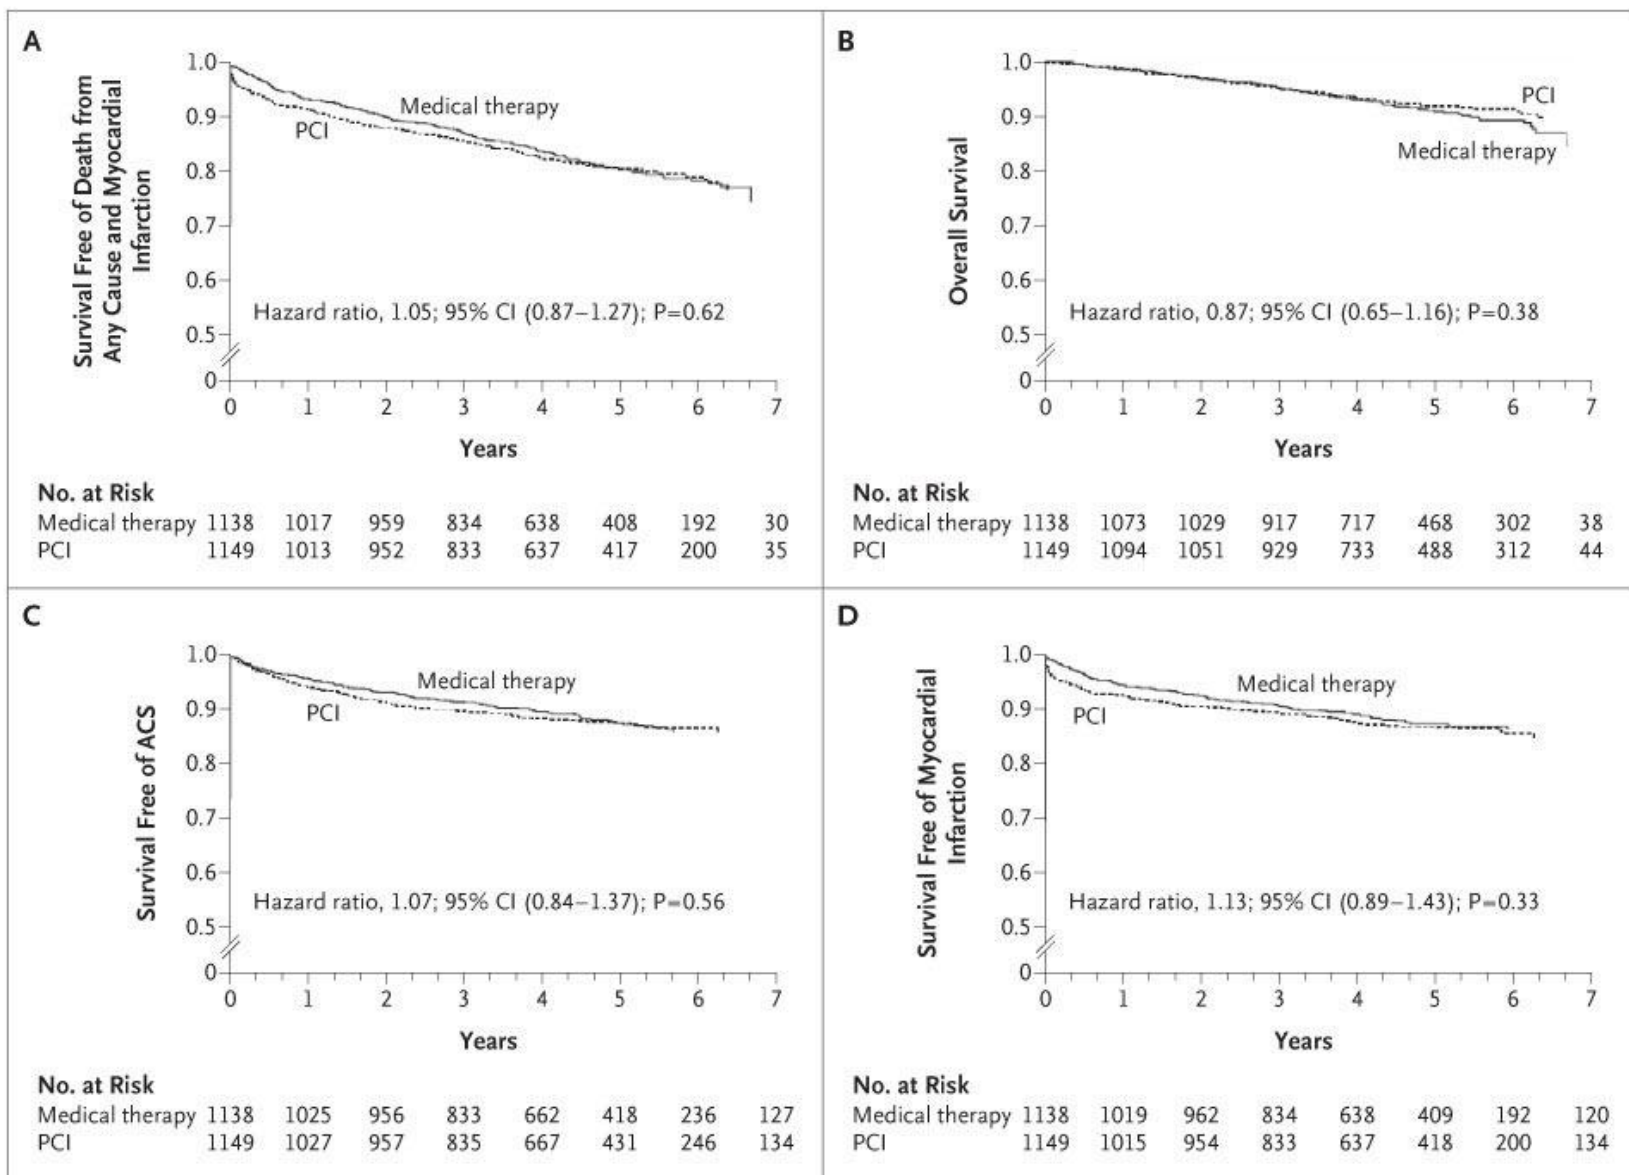 A
Survival Free of Death from
Any Cause and Myocardial
Infarction
1.0
0.9
0.8
0.7
0.6
0.5
0
Medical therapy
PCI
Hazard ratio, 1.05; 95% CI (0.87–1.27); P=0.62
0 1 2 3 4 5 6 7
Years
No. at Risk
Medical therapy 1138 1017 959 834 638 408 192 30
PCI 1149 1013 952 833 637 417 200 35
B
Overall Survival
1.0
0.9
0.8
0.7
0.6
0.5
0
PCI
Medical therapy
Hazard ratio, 0.87; 95% CI (0.65–1.16); P=0.38
0 1 2 3 4 5 6 7
Years
No. at Risk
Medical therapy 1138 1073 1029 917 717 468 302 38
PCI 1149 1094 1051 929 733 488 312 44
C
Survival Free of ACS
1.0
0.9
0.8
0.7
0.6
0.5
0
Medical therapy
PCI
Hazard ratio, 1.07; 95% CI (0.84–1.37); P=0.56
0 1 2 3 4 5 6 7
Years
No. at Risk
Medical therapy 1138 1025 956 833 662 418 236 127
PCI 1149 1027 957 835 667 431 246 134
D
Survival Free of Myocardial
Infarction
1.0
0.9
0.8
0.7
0.6
0.5
0
Medical therapy
PCI
Hazard ratio, 1.13; 95% CI (0.89–1.43); P=0.33
0 1 2 3 4 5 6 7
Years
No. at Risk
Medical therapy 1138 1019 962 834 638 409 192 120
PCI 1149 1015 954 833 637 418 200 134